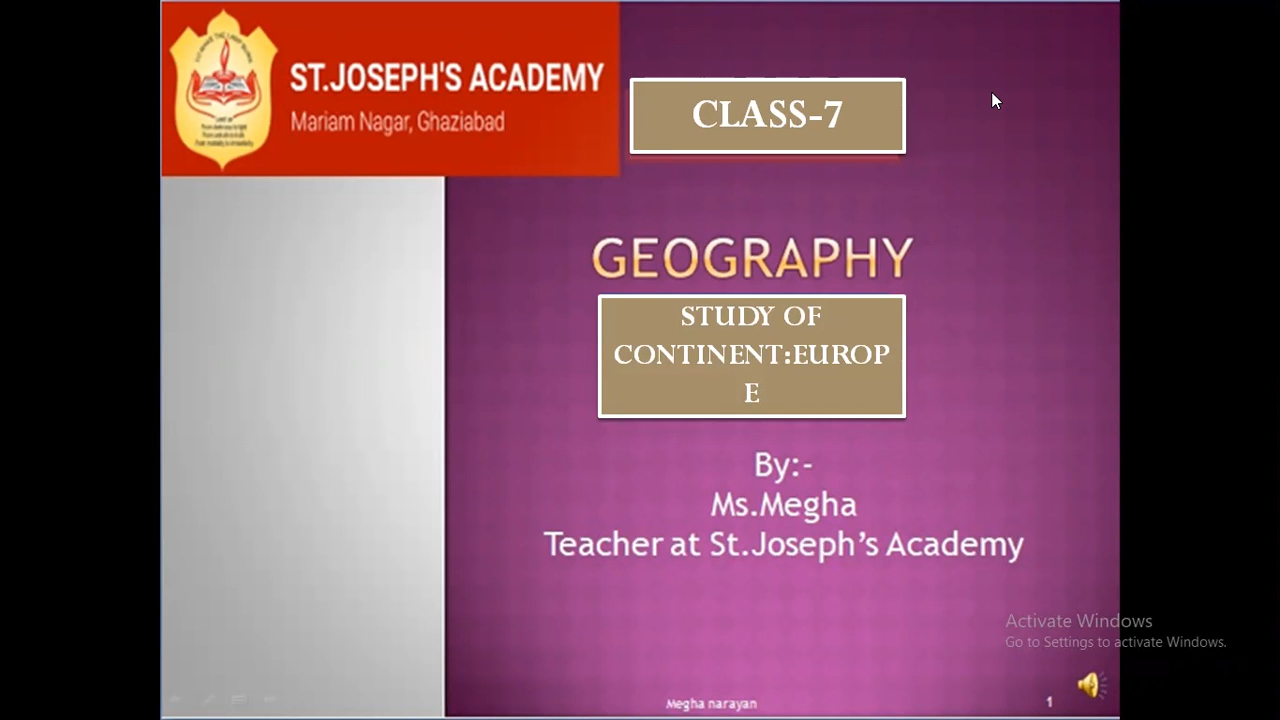 ST.JOSEPH'S ACADEMY
Mariam Nagar, Ghaziabad
CLASS-7
GEOGRAPHY
STUDY OF
CONTINENT:EUROP
E
By:-
Ms.Megha
Teacher at St.Joseph’s Academy
Activate Windows
Go to Settings to activate Windows.
Megha narayan
1